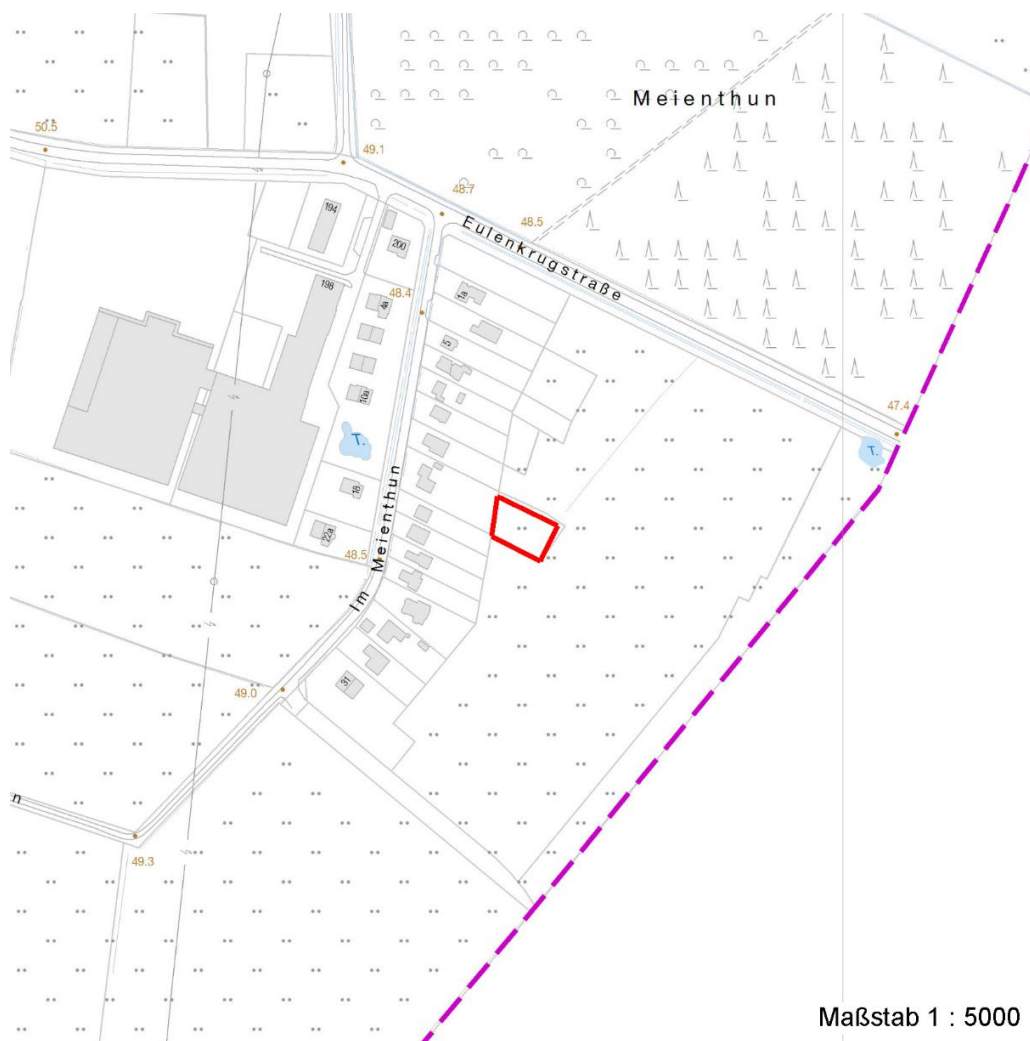 Meienthun
50.5
49.1
48.7
48.5
Eulenkrugstraße
194
200
198
48.4
4a
1a
5
10a
47.4
T.
T.
18
22a
48.5
Im Meienthun
31
49.0
n
49.3
Maßstab 1 : 5000